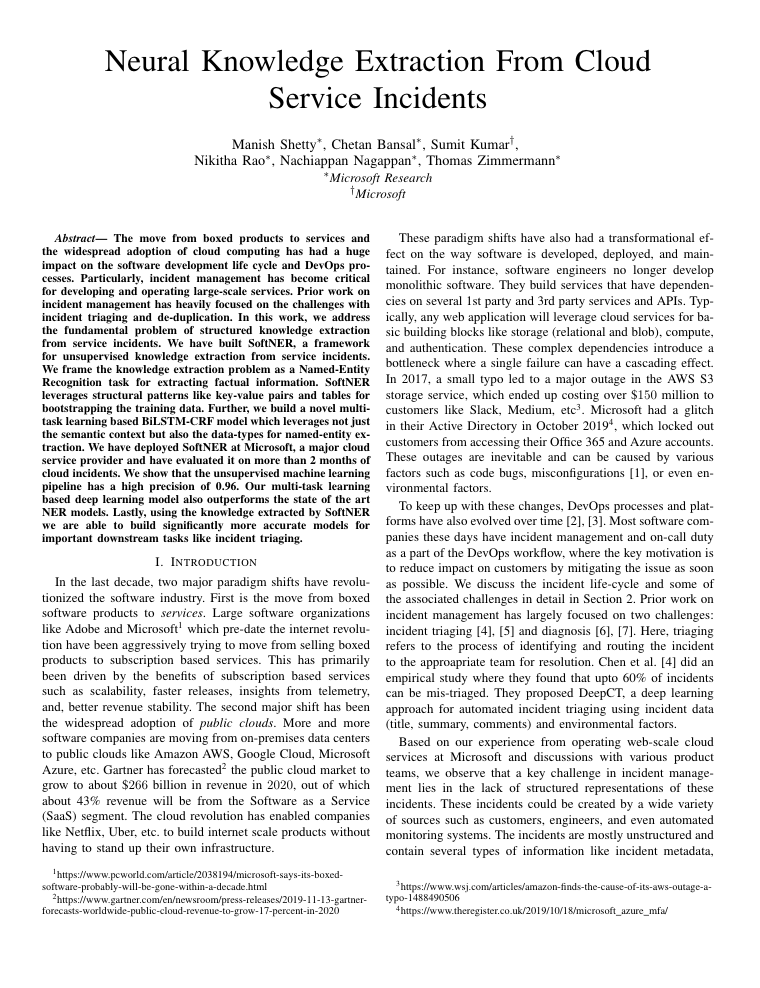 Neural Knowledge Extraction From Cloud
Service Incidents
Manish Shetty*, Chetan Bansal*, Sumit Kumar†,
Nikitha Rao*, Nachiappan Nagappan*, Thomas Zimmermann*
*Microsoft Research
†Microsoft
Abstract— The move from boxed products to services and
the widespread adoption of cloud computing has had a huge
impact on the software development life cycle and DevOps pro-
cesses. Particularly, incident management has become critical
for developing and operating large-scale services. Prior work on
incident management has heavily focused on the challenges with
incident triaging and de-duplication. In this work, we address
the fundamental problem of structured knowledge extraction
from service incidents. We have built SoftNER, a framework
for unsupervised knowledge extraction from service incidents.
We frame the knowledge extraction problem as a Named-Entity
Recognition task for extracting factual information. SoftNER
leverages structural patterns like key-value pairs and tables for
bootstrapping the training data. Further, we build a novel multi-
task learning based BiLSTM-CRF model which leverages not just
the semantic context but also the data-types for named-entity ex-
traction. We have deployed SoftNER at Microsoft, a major cloud
service provider and have evaluated it on more than 2 months of
cloud incidents. We show that the unsupervised machine learning
pipeline has a high precision of 0.96. Our multi-task learning
based deep learning model also outperforms the state of the art
NER models. Lastly, using the knowledge extracted by SoftNER
we are able to build significantly more accurate models for
important downstream tasks like incident triaging.
I. INTRODUCTION
In the last decade, two major paradigm shifts have revolu-
tionized the software industry. First is the move from boxed
software products to services. Large software organizations
like Adobe and Microsoft1 which pre-date the internet revolu-
tion have been aggressively trying to move from selling boxed
products to subscription based services. This has primarily
been driven by the benefits of subscription based services
such as scalability, faster releases, insights from telemetry,
and, better revenue stability. The second major shift has been
the widespread adoption of public clouds. More and more
software companies are moving from on-premises data centers
to public clouds like Amazon AWS, Google Cloud, Microsoft
Azure, etc. Gartner has forecasted2 the public cloud market to
grow to about $266 billion in revenue in 2020, out of which
about 43% revenue will be from the Software as a Service
(SaaS) segment. The cloud revolution has enabled companies
like Netflix, Uber, etc. to build internet scale products without
having to stand up their own infrastructure.
1https://www.pcworld.com/article/2038194/microsoft-says-its-boxed-
software-probably-will-be-gone-within-a-decade.html
2https://www.gartner.com/en/newsroom/press-releases/2019-11-13-gartner-
forecasts-worldwide-public-cloud-revenue-to-grow-17-percent-in-2020
These paradigm shifts have also had a transformational ef-
fect on the way software is developed, deployed, and main-
tained. For instance, software engineers no longer develop
monolithic software. They build services that have dependen-
cies on several 1st party and 3rd party services and APIs. Typ-
ically, any web application will leverage cloud services for ba-
sic building blocks like storage (relational and blob), compute,
and authentication. These complex dependencies introduce a
bottleneck where a single failure can have a cascading effect.
In 2017, a small typo led to a major outage in the AWS S3
storage service, which ended up costing over $150 million to
customers like Slack, Medium, etc3. Microsoft had a glitch
in their Active Directory in October 20194, which locked out
customers from accessing their Office 365 and Azure accounts.
These outages are inevitable and can be caused by various
factors such as code bugs, misconfigurations [1], or even en-
vironmental factors.
To keep up with these changes, DevOps processes and plat-
forms have also evolved over time [2], [3]. Most software com-
panies these days have incident management and on-call duty
as a part of the DevOps workflow, where the key motivation is
to reduce impact on customers by mitigating the issue as soon
as possible. We discuss the incident life-cycle and some of
the associated challenges in detail in Section 2. Prior work on
incident management has largely focused on two challenges:
incident triaging [4], [5] and diagnosis [6], [7]. Here, triaging
refers to the process of identifying and routing the incident
to the approapriate team for resolution. Chen et al. [4] did an
empirical study where they found that upto 60% of incidents
can be mis-triaged. They proposed DeepCT, a deep learning
approach for automated incident triaging using incident data
(title, summary, comments) and environmental factors.
Based on our experience from operating web-scale cloud
services at Microsoft and discussions with various product
teams, we observe that a key challenge in incident manage-
ment lies in the lack of structured representations of these
incidents. These incidents could be created by a wide variety
of sources such as customers, engineers, and even automated
monitoring systems. The incidents are mostly unstructured and
contain several types of information like incident metadata,
3https://www.wsj.com/articles/amazon-finds-the-cause-of-its-aws-outage-a-
typo-1488490506
4https://www.theregister.co.uk/2019/10/18/microsoft_azure_mfa/